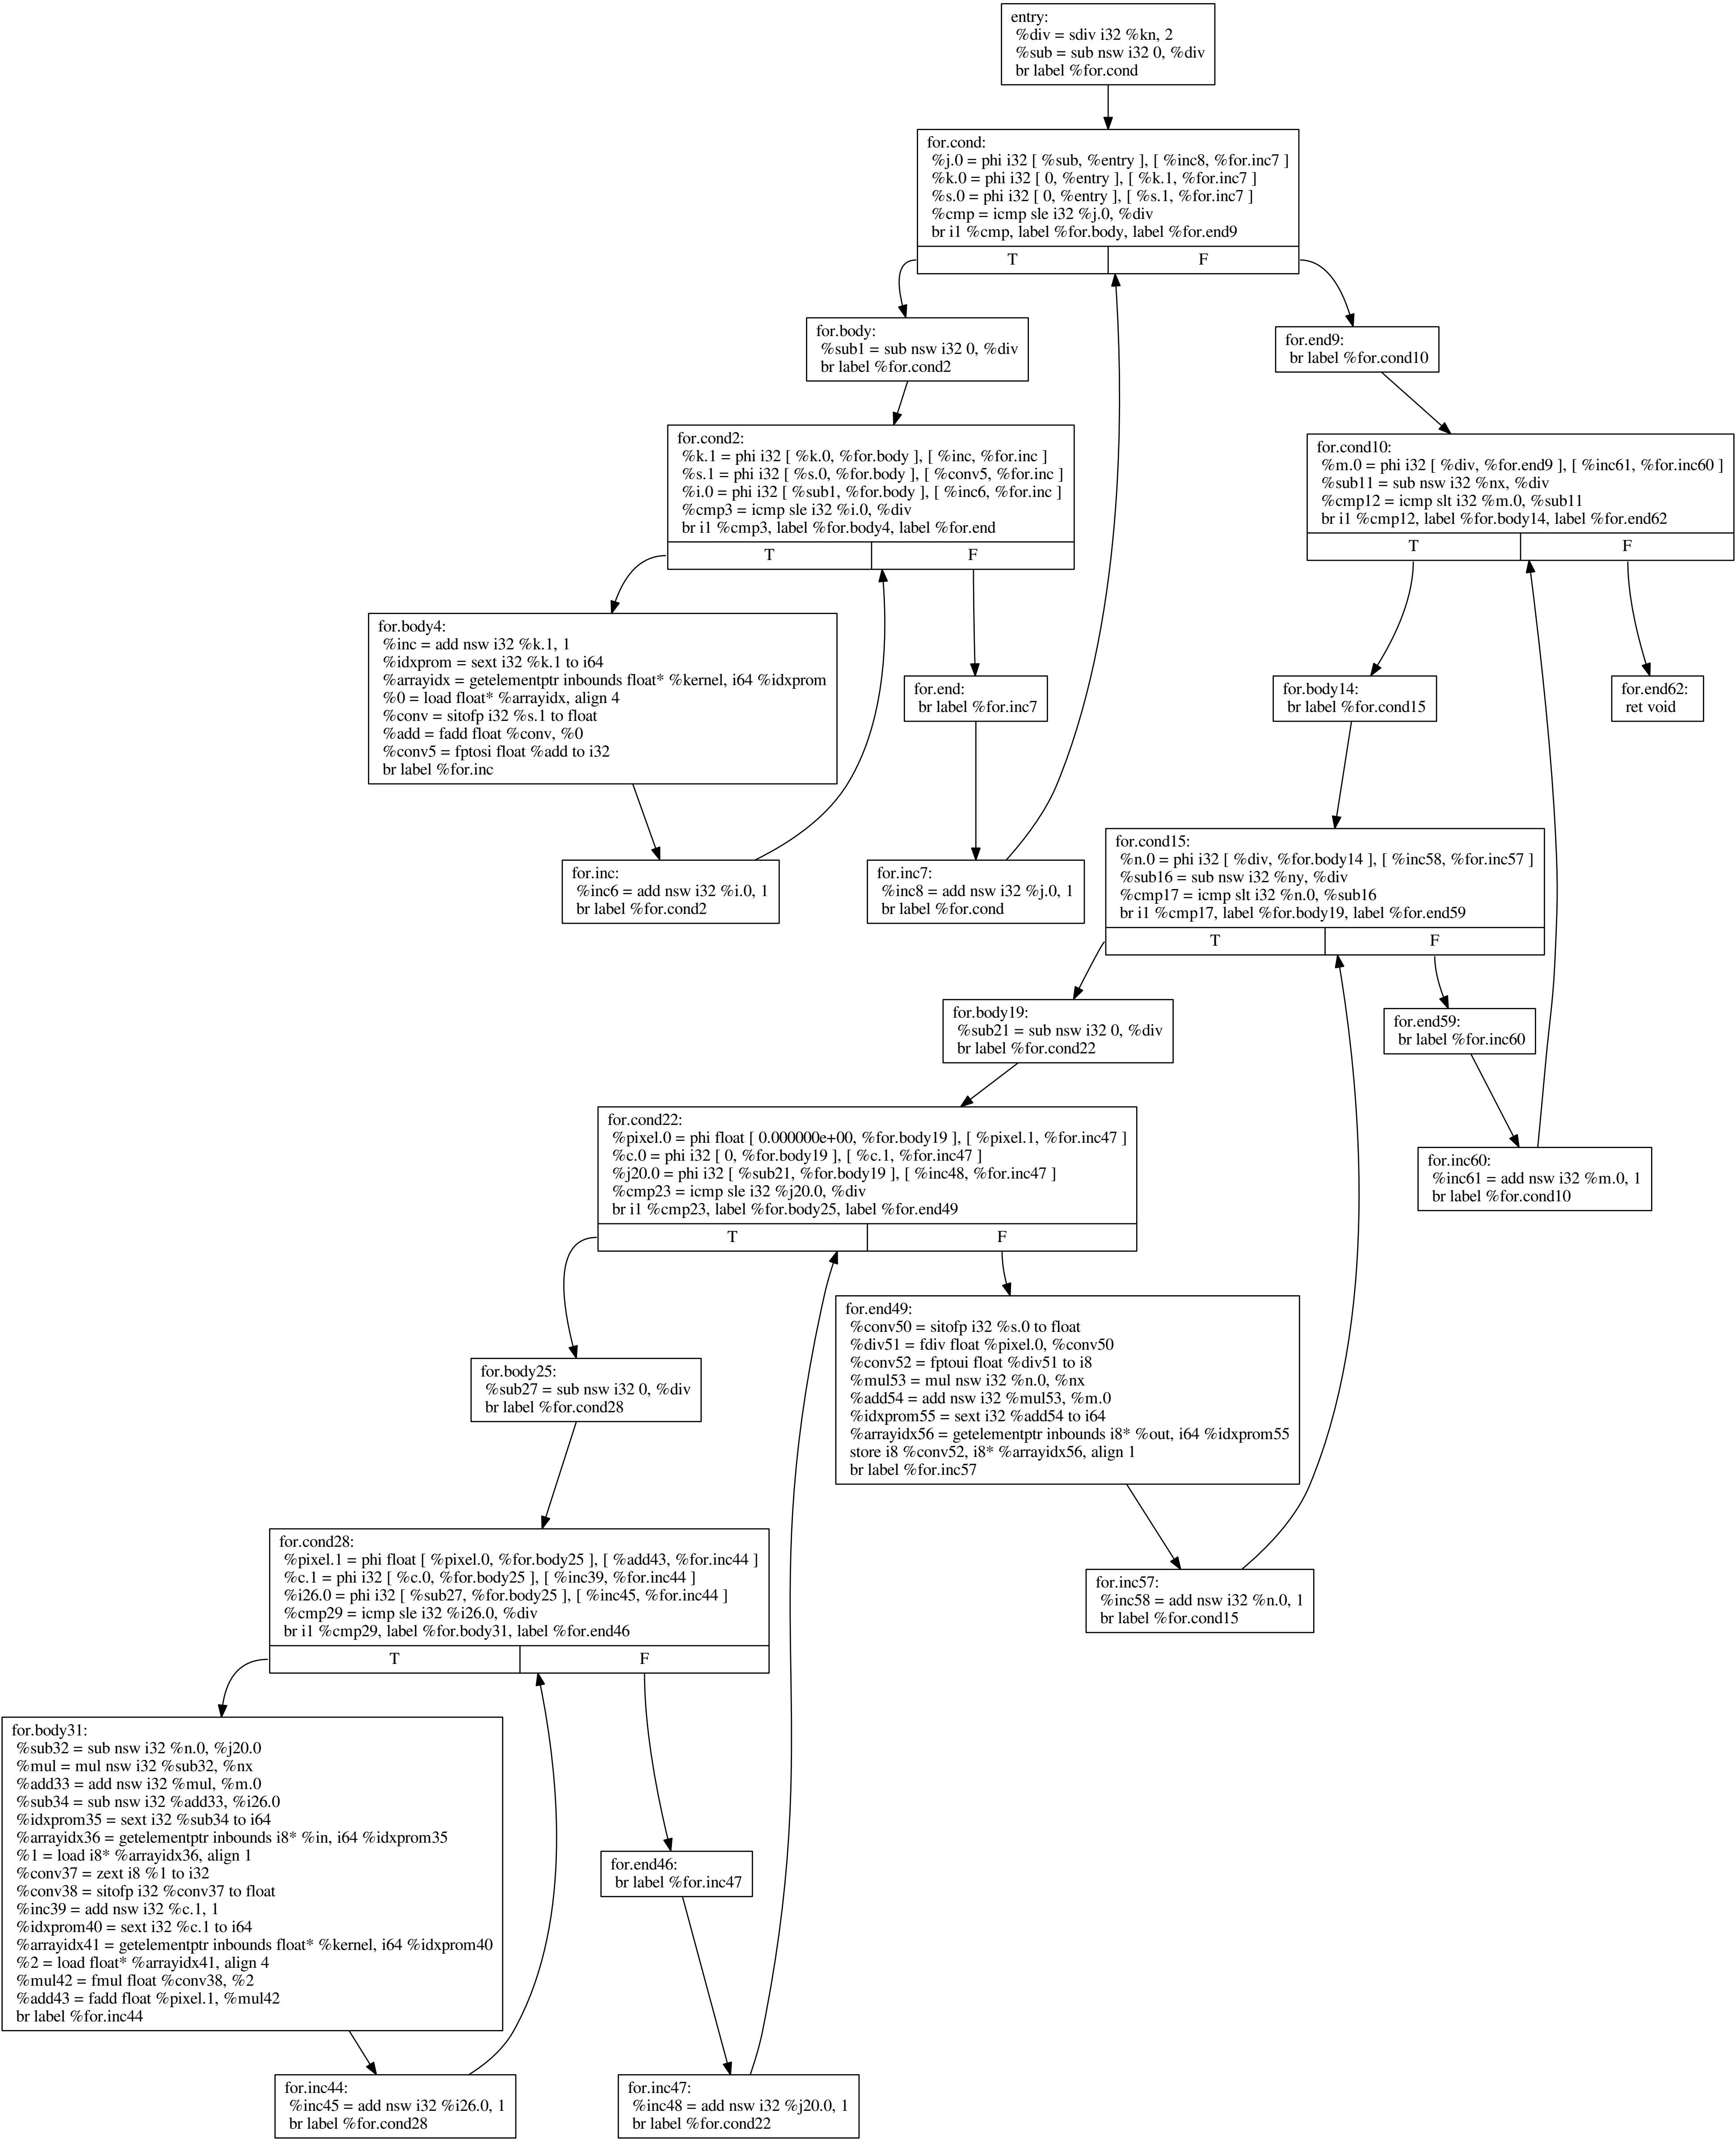 entry:
%div = sdiv i32 %kn, 2
%sub = sub nsw i32 0, %div
br label %for.cond
for.cond:
%j.0 = phi i32 [ %sub, %entry ], [ %inc8, %for.inc7 ]
%k.0 = phi i32 [ 0, %entry ], [ %k.1, %for.inc7 ]
%s.0 = phi i32 [ 0, %entry ], [ %s.1, %for.inc7 ]
%cmp = icmp sle i32 %j.0, %div
br i1 %cmp, label %for.body, label %for.end9
T
F
for.body:
%sub1 = sub nsw i32 0, %div
br label %for.cond2
for.end9:
br label %for.cond10
for.cond2:
%k.1 = phi i32 [ %k.0, %for.body ], [ %inc, %for.inc ]
%s.1 = phi i32 [ %s.0, %for.body ], [ %conv5, %for.inc ]
%i.0 = phi i32 [ %sub1, %for.body ], [ %inc6, %for.inc ]
%cmp3 = icmp sle i32 %i.0, %div
br i1 %cmp3, label %for.body4, label %for.end
T
F
for.cond10:
%m.0 = phi i32 [ %div, %for.end9 ], [ %inc61, %for.inc60 ]
%sub11 = sub nsw i32 %nx, %div
%cmp12 = icmp slt i32 %m.0, %sub11
br i1 %cmp12, label %for.body14, label %for.end62
T
F
for.body4:
%inc = add nsw i32 %k.1, 1
%idxprom = sext i32 %k.1 to i64
%arrayidx = getelementptr inbounds float* %kernel, i64 %idxprom
%0 = load float* %arrayidx, align 4
%conv = sitofp i32 %s.1 to float
%add = fadd float %conv, %0
%conv5 = fptosi float %add to i32
br label %for.inc
for.end:
br label %for.inc7
for.body14:
br label %for.cond15
for.end62:
ret void
for.inc:
%inc6 = add nsw i32 %i.0, 1
br label %for.cond2
for.inc7:
%inc8 = add nsw i32 %j.0, 1
br label %for.cond
for.cond15:
%n.0 = phi i32 [ %div, %for.body14 ], [ %inc58, %for.inc57 ]
%sub16 = sub nsw i32 %ny, %div
%cmp17 = icmp slt i32 %n.0, %sub16
br i1 %cmp17, label %for.body19, label %for.end59
T
F
for.body19:
%sub21 = sub nsw i32 0, %div
br label %for.cond22
for.end59:
br label %for.inc60
for.cond22:
%pixel.0 = phi float [ 0.000000e+00, %for.body19 ], [ %pixel.1, %for.inc47 ]
%c.0 = phi i32 [ 0, %for.body19 ], [ %c.1, %for.inc47 ]
%j20.0 = phi i32 [ %sub21, %for.body19 ], [ %inc48, %for.inc47 ]
%cmp23 = icmp sle i32 %j20.0, %div
br i1 %cmp23, label %for.body25, label %for.end49
T
F
for.inc60:
%inc61 = add nsw i32 %m.0, 1
br label %for.cond10
for.body25:
%sub27 = sub nsw i32 0, %div
br label %for.cond28
for.end49:
%conv50 = sitofp i32 %s.0 to float
%div51 = fdiv float %pixel.0, %conv50
%conv52 = fptoui float %div51 to i8
%mul53 = mul nsw i32 %n.0, %nx
%add54 = add nsw i32 %mul53, %m.0
%idxprom55 = sext i32 %add54 to i64
%arrayidx56 = getelementptr inbounds i8* %out, i64 %idxprom55
store i8 %conv52, i8* %arrayidx56, align 1
br label %for.inc57
for.cond28:
%pixel.1 = phi float [ %pixel.0, %for.body25 ], [ %add43, %for.inc44 ]
%c.1 = phi i32 [ %c.0, %for.body25 ], [ %inc39, %for.inc44 ]
%i26.0 = phi i32 [ %sub27, %for.body25 ], [ %inc45, %for.inc44 ]
%cmp29 = icmp sle i32 %i26.0, %div
br i1 %cmp29, label %for.body31, label %for.end46
T
F
for.inc57:
%inc58 = add nsw i32 %n.0, 1
br label %for.cond15
for.body31:
%sub32 = sub nsw i32 %n.0, %j20.0
%mul = mul nsw i32 %sub32, %nx
%add33 = add nsw i32 %mul, %m.0
%sub34 = sub nsw i32 %add33, %i26.0
%idxprom35 = sext i32 %sub34 to i64
%arrayidx36 = getelementptr inbounds i8* %in, i64 %idxprom35
%1 = load i8* %arrayidx36, align 1
%conv37 = zext i8 %1 to i32
%conv38 = sitofp i32 %conv37 to float
%inc39 = add nsw i32 %c.1, 1
%idxprom40 = sext i32 %c.1 to i64
%arrayidx41 = getelementptr inbounds float* %kernel, i64 %idxprom40
%2 = load float* %arrayidx41, align 4
%mul42 = fmul float %conv38, %2
%add43 = fadd float %pixel.1, %mul42
br label %for.inc44
for.end46:
br label %for.inc47
for.inc44:
%inc45 = add nsw i32 %i26.0, 1
br label %for.cond28
for.inc47:
%inc48 = add nsw i32 %j20.0, 1
br label %for.cond22